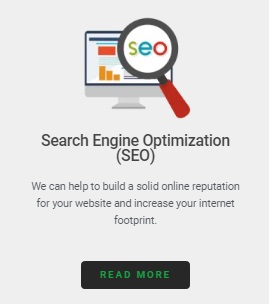 seo
Search Engine Optimization
(SEO)
We can help to build a solid online reputation
for your website and increase your internet
footprint.
READ MORE